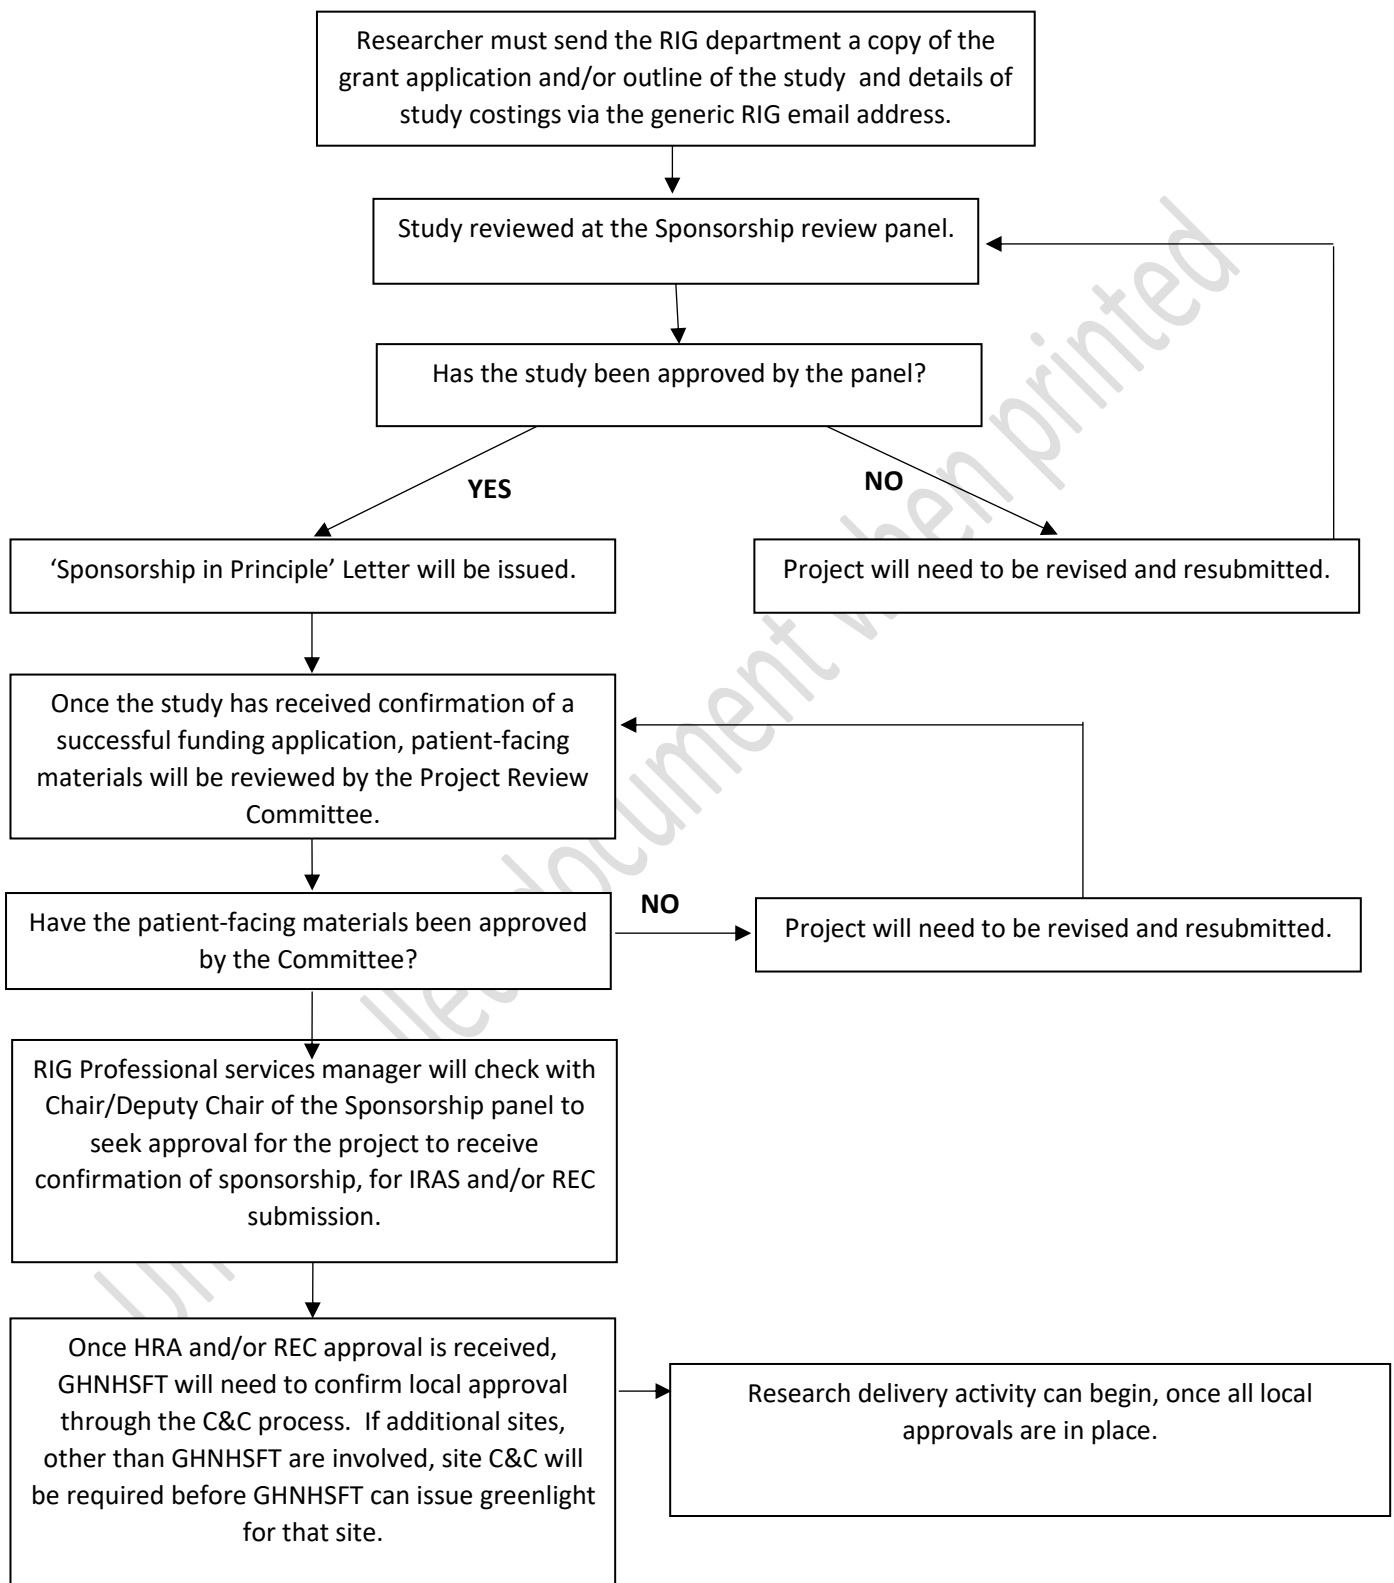 Researcher must send the RIG department a copy of the
grant application and/or outline of the study and details of
study costings via the generic RIG email address.
Study reviewed at the Sponsorship review panel.
Has the study been approved by the panel?
YES
NO
‘Sponsorship in Principle’ Letter will be issued.
Project will need to be revised and resubmitted.
Once the study has received confirmation of a
successful funding application, patient-facing
materials will be reviewed by the Project Review
Committee.
Have the patient-facing materials been approved
by the Committee?
NO
Project will need to be revised and resubmitted.
RIG Professional services manager will check with
Chair/Deputy Chair of the Sponsorship panel to
seek approval for the project to receive
confirmation of sponsorship, for IRAS and/or REC
submission.
Once HRA and/or REC approval is received,
GHNHSFT will need to confirm local approval
through the C&C process. If additional sites,
other than GHNHSFT are involved, site C&C will
be required before GHNHSFT can issue greenlight
for that site.
Research delivery activity can begin, once all local
approvals are in place.
document when printed